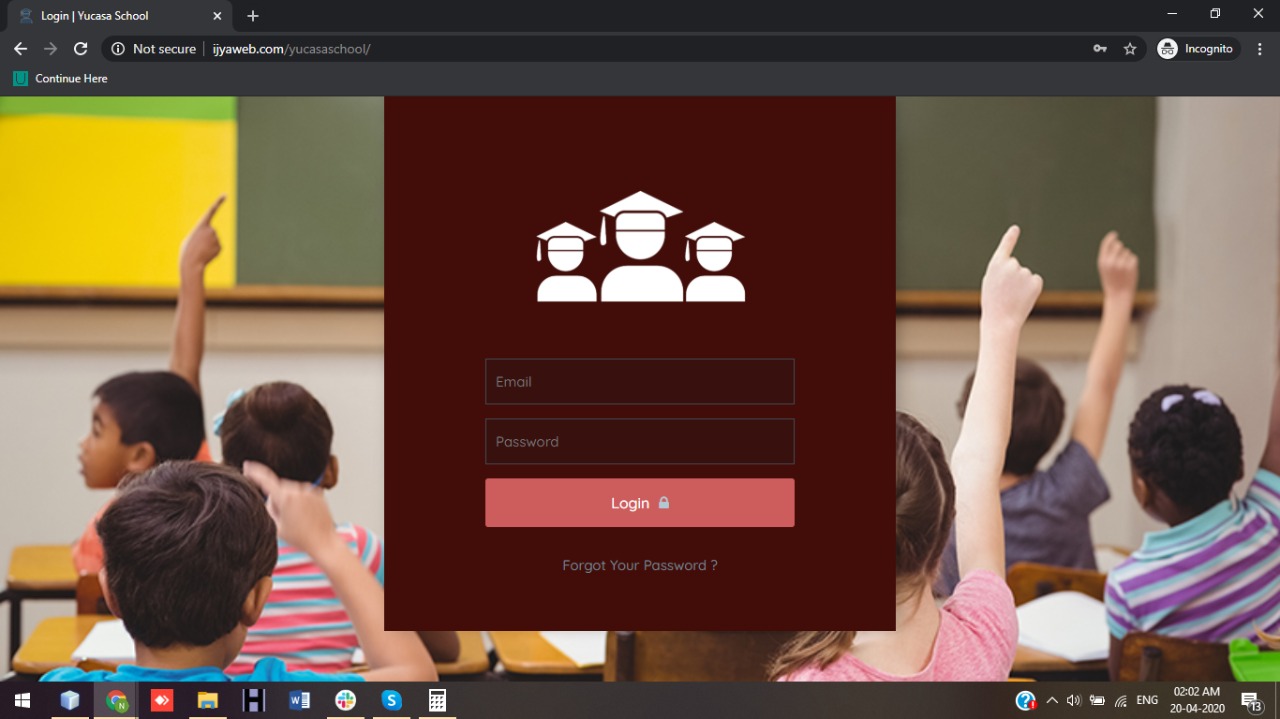 Login | Yucasa School
Not secure ijyaweb.com/yucasaschool/
Incognito
Continue Here
Email
Password
Login
Forgot Your Password ?
N
H
W
S
ENG
02:02 AM
20-04-2020
13